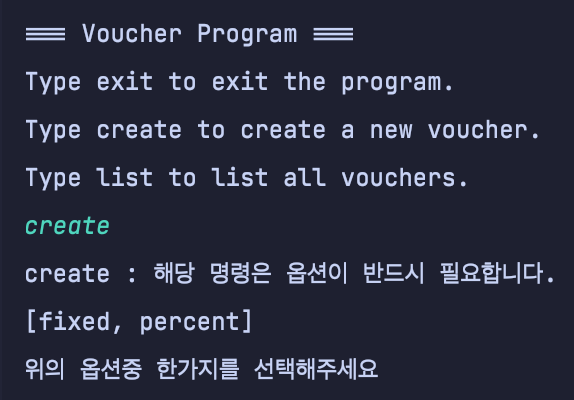 === Voucher Program ===
Type exit to exit the program.
Type create to create a new voucher.
Type list to list all vouchers.
create
create : 해당 명령은 옵션이 반드시 필요합니다.
[fixed, percent]
위의 옵션중 한가지를 선택해주세요